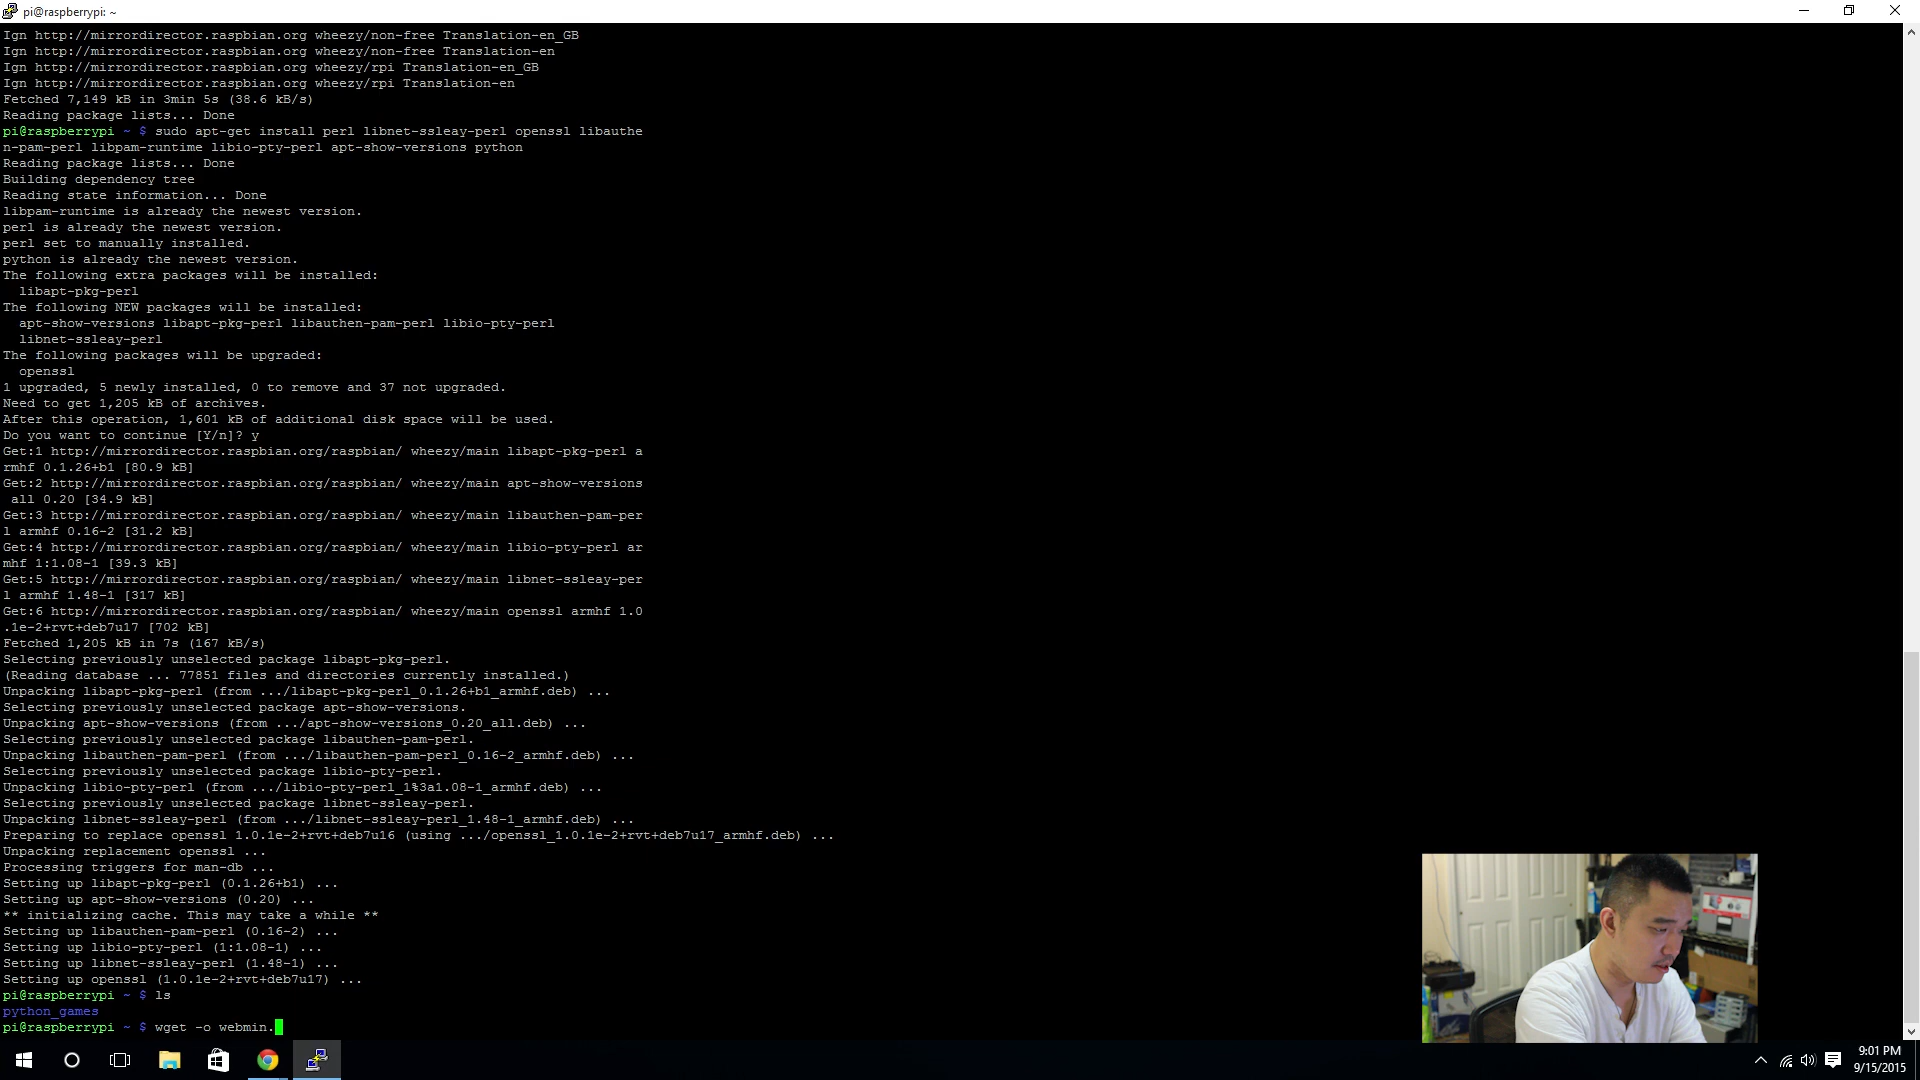 pi@raspberrypi: ~
Ign http://mirrordirector.raspbian.org wheezy/non-free Translation-en_GB
Ign http://mirrordirector.raspbian.org wheezy/non-free Translation-en
Ign http://mirrordirector.raspbian.org wheezy/rpi Translation-en_GB
Ign http://mirrordirector.raspbian.org wheezy/rpi Translation-en
Fetched 7,149 kB in 3min 5s (38.6 kB/s)
Reading package lists... Done
pi@raspberrypi ~ $ sudo apt-get install perl libnet-ssleay-perl openssl libauthe
n-pam-perl libpam-runtime libio-pty-perl apt-show-versions python
Reading package lists... Done
Building dependency tree
Reading state information... Done
libpam-runtime is already the newest version.
perl is already the newest version.
perl set to manually installed.
python is already the newest version.
The following extra packages will be installed:
  libapt-pkg-perl
The following NEW packages will be installed:
  apt-show-versions libapt-pkg-perl libauthen-pam-perl libio-pty-perl
  libnet-ssleay-perl
The following packages will be upgraded:
  openssl
1 upgraded, 5 newly installed, 0 to remove and 37 not upgraded.
Need to get 1,205 kB of archives.
After this operation, 1,601 kB of additional disk space will be used.
Do you want to continue [Y/n]? y
Get:1 http://mirrordirector.raspbian.org/raspbian/ wheezy/main libapt-pkg-perl a
rmhf 0.1.26+b1 [80.9 kB]
Get:2 http://mirrordirector.raspbian.org/raspbian/ wheezy/main apt-show-versions
 all 0.20 [34.9 kB]
Get:3 http://mirrordirector.raspbian.org/raspbian/ wheezy/main libauthen-pam-per
l armhf 0.16-2 [31.2 kB]
Get:4 http://mirrordirector.raspbian.org/raspbian/ wheezy/main libio-pty-perl ar
mhf 1:1.08-1 [39.3 kB]
Get:5 http://mirrordirector.raspbian.org/raspbian/ wheezy/main libnet-ssleay-per
l armhf 1.48-1 [317 kB]
Get:6 http://mirrordirector.raspbian.org/raspbian/ wheezy/main openssl armhf 1.0
.1e-2+rvt+deb7u17 [702 kB]
Fetched 1,205 kB in 7s (167 kB/s)
Selecting previously unselected package libapt-pkg-perl.
(Reading database ... 77851 files and directories currently installed.)
Unpacking libapt-pkg-perl (from .../libapt-pkg-perl_0.1.26+b1_armhf.deb) ...
Selecting previously unselected package apt-show-versions.
Unpacking apt-show-versions (from .../apt-show-versions_0.20_all.deb) ...
Selecting previously unselected package libauthen-pam-perl.
Unpacking libauthen-pam-perl (from .../libauthen-pam-perl_0.16-2_armhf.deb) ...
Selecting previously unselected package libio-pty-perl.
Unpacking libio-pty-perl (from .../libio-pty-perl_1%3a1.08-1_armhf.deb) ...
Selecting previously unselected package libnet-ssleay-perl.
Unpacking libnet-ssleay-perl (from .../libnet-ssleay-perl_1.48-1_armhf.deb) ...
Preparing to replace openssl 1.0.1e-2+rvt+deb7u16 (using .../openssl_1.0.1e-2+rvt+deb7u17_armhf.deb) ...
Unpacking replacement openssl ...
Processing triggers for man-db ...
Setting up libapt-pkg-perl (0.1.26+b1) ...
Setting up apt-show-versions (0.20) ...
** initializing cache. This may take a while **
Setting up libauthen-pam-perl (0.16-2) ...
Setting up libio-pty-perl (1:1.08-1) ...
Setting up libnet-ssleay-perl (1.48-1) ...
Setting up openssl (1.0.1e-2+rvt+deb7u17) ...
pi@raspberrypi ~ $ ls
python_games
pi@raspberrypi ~ $ wget -o webmin.
9:01 PM
9/15/2015